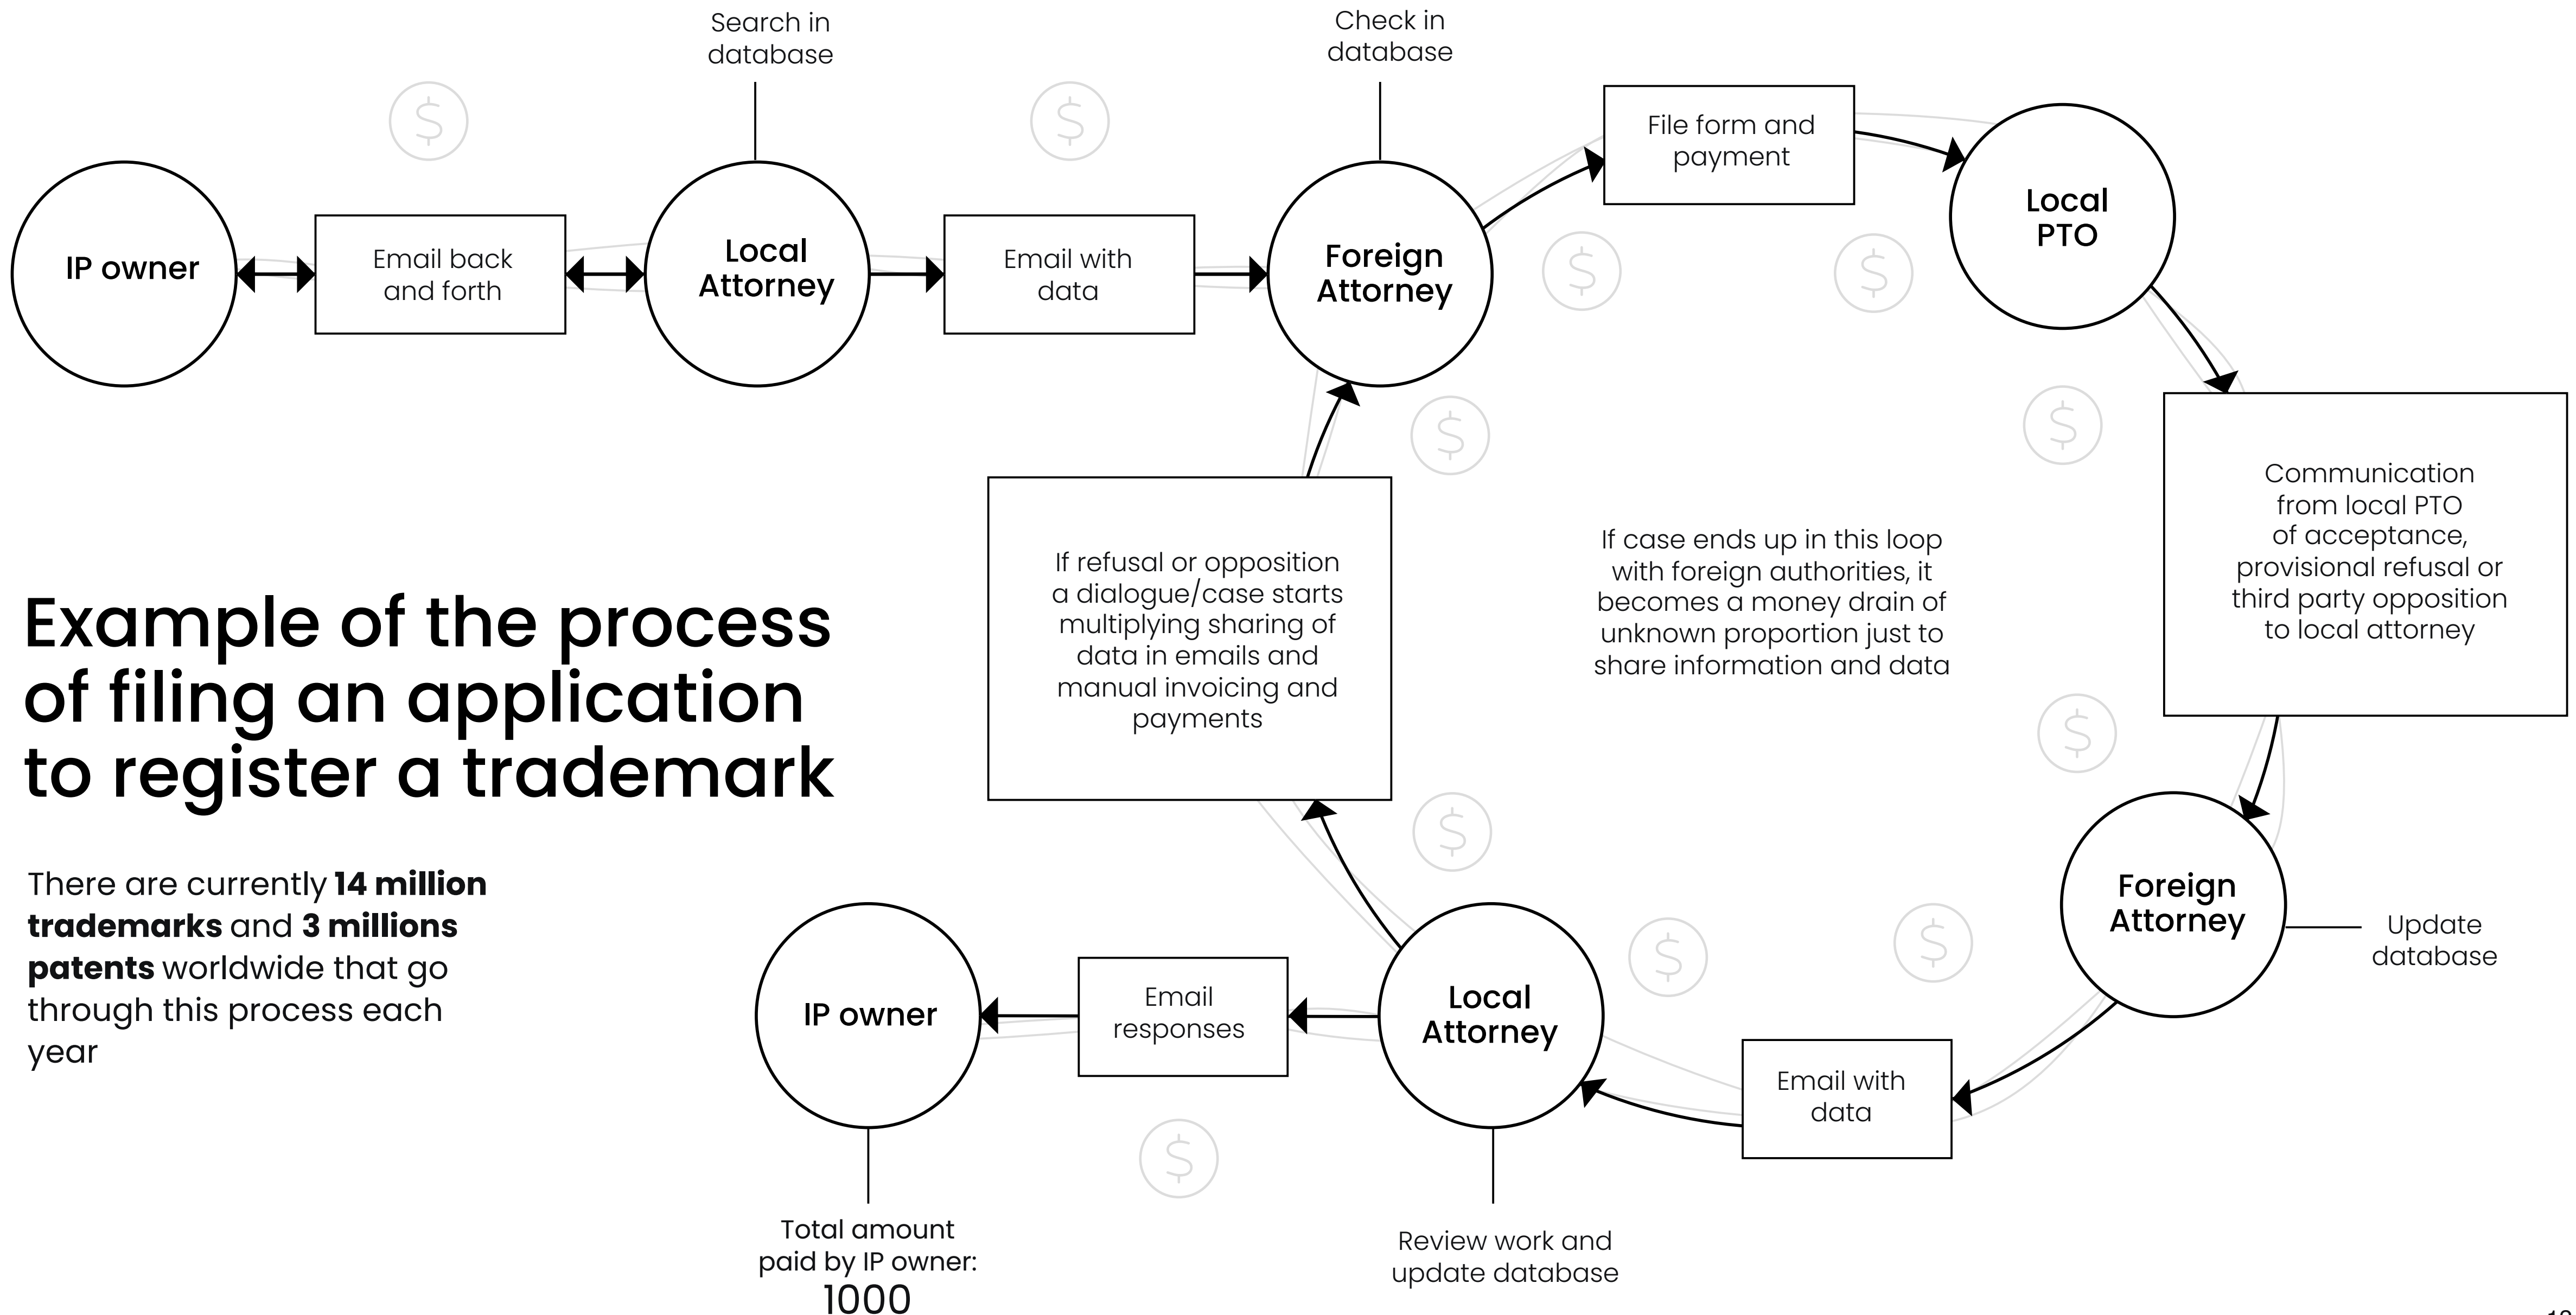 Search in
database
Check in
database
$
$
File form and
payment
IP owner
Email back
and forth
Local
Attorney
Email with
data
Foreign
Attorney
Local
PTO
$
$
$
$
Communication
from local PTO
of acceptance,
provisional refusal or
third party opposition
to local attorney
If refusal or opposition
a dialogue/case starts
multiplying sharing of
data in emails and
manual invoicing and
payments
If case ends up in this loop
with foreign authorities, it
becomes a money drain of
unknown proportion just to
share information and data
Example of the process
of filing an application
to register a trademark
$
$
There are currently 14 million
trademarks and 3 millions
patents worldwide that go
through this process each
year
Foreign
Attorney
Update
database
$
$
IP owner
Email
responses
Local
Attorney
Email with
data
$
Total amount
paid by IP owner:
1000
Review work and
update database